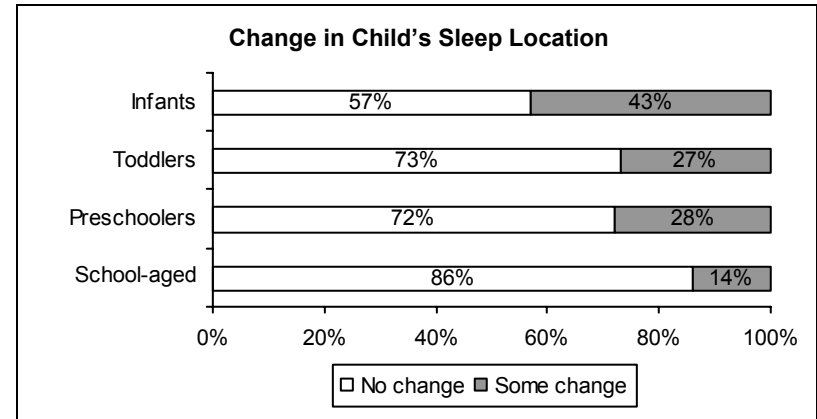 Change in Child's Sleep Location
Infants 57% 43%
Toddlers 73% 27%
Preschoolers 72% 28%
School-aged 86% 14%
0% 20% 40% 60% 80% 100%
No change Some change